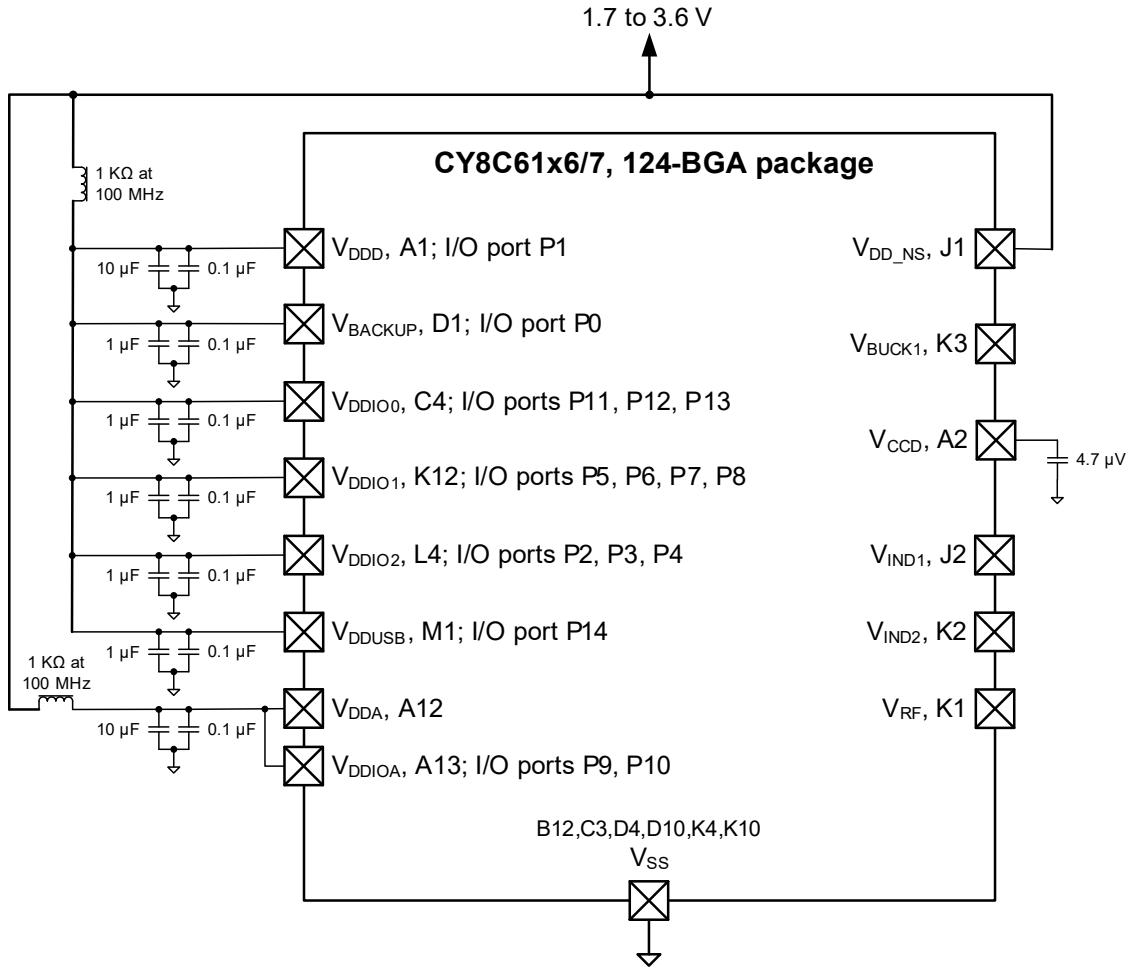 1.7 to 3.6 V
CY8C61x6/7, 124-BGA package
1 KΩ at
100 MHz
10 µF
0.1 µF
VDDD, A1; I/O port P1
VDD_NS, J1
1 µF
0.1 µF
VBACKUP, D1; I/O port P0
VBUCK1, K3
1 µF
0.1 µF
VDDIO0, C4; I/O ports P11, P12, P13
VCCD, A2
4.7 µV
1 µF
0.1 µF
VDDIO1, K12; I/O ports P5, P6, P7, P8
1 µF
0.1 µF
VDDIO2, L4; I/O ports P2, P3, P4
VIND1, J2
1 µF
0.1 µF
VDDUSB, M1; I/O port P14
VIND2, K2
1 KΩ at
100 MHz
10 µF
0.1 µF
VDDA, A12
VRF, K1
VDDIOA, A13; I/O ports P9, P10
B12,C3,D4,D10,K4,K10
VSS